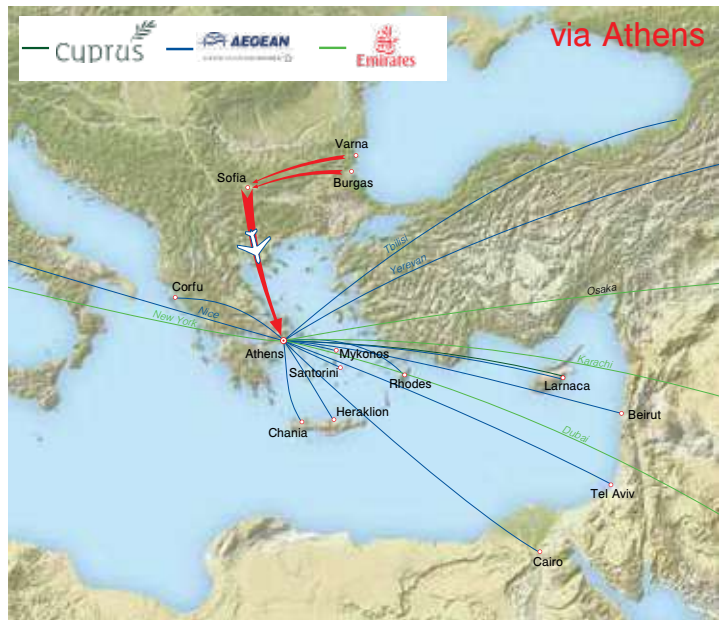 cyprus
AEGEAN
Emirates
via Athens
Varna
Sofia
Burgas
Tbilisi
Yerevan
Corfu
Osaka
Nice
New York
Athens
Mykonos
Karachi
Santorini
Rhodes
Larnaca
Heraklion
Beirut
Chania
Dubai
Tel Aviv
Cairo